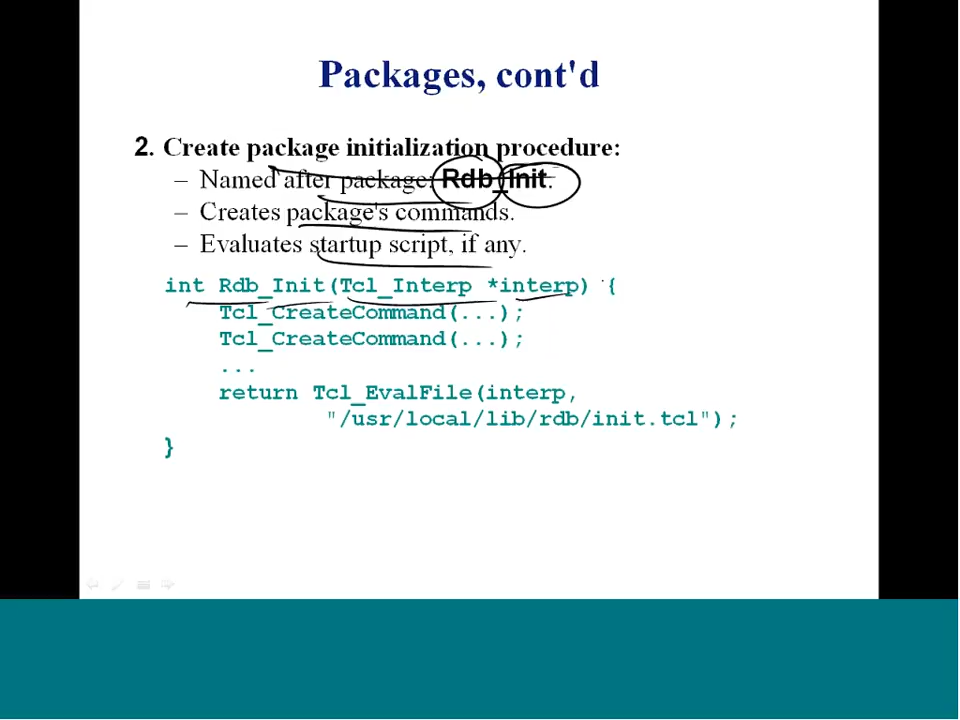 Packages, cont'd
2. Create package initialization procedure:
– Named after package: Rdb_Init.
– Creates package's commands.
– Evaluates startup script, if any.
int Rdb_Init(Tcl_Interp *interp) {
Tcl_CreateCommand(...);
Tcl_CreateCommand(...);
...
return Tcl_EvalFile(interp,
"/usr/local/lib/rdb/init.tcl");
}